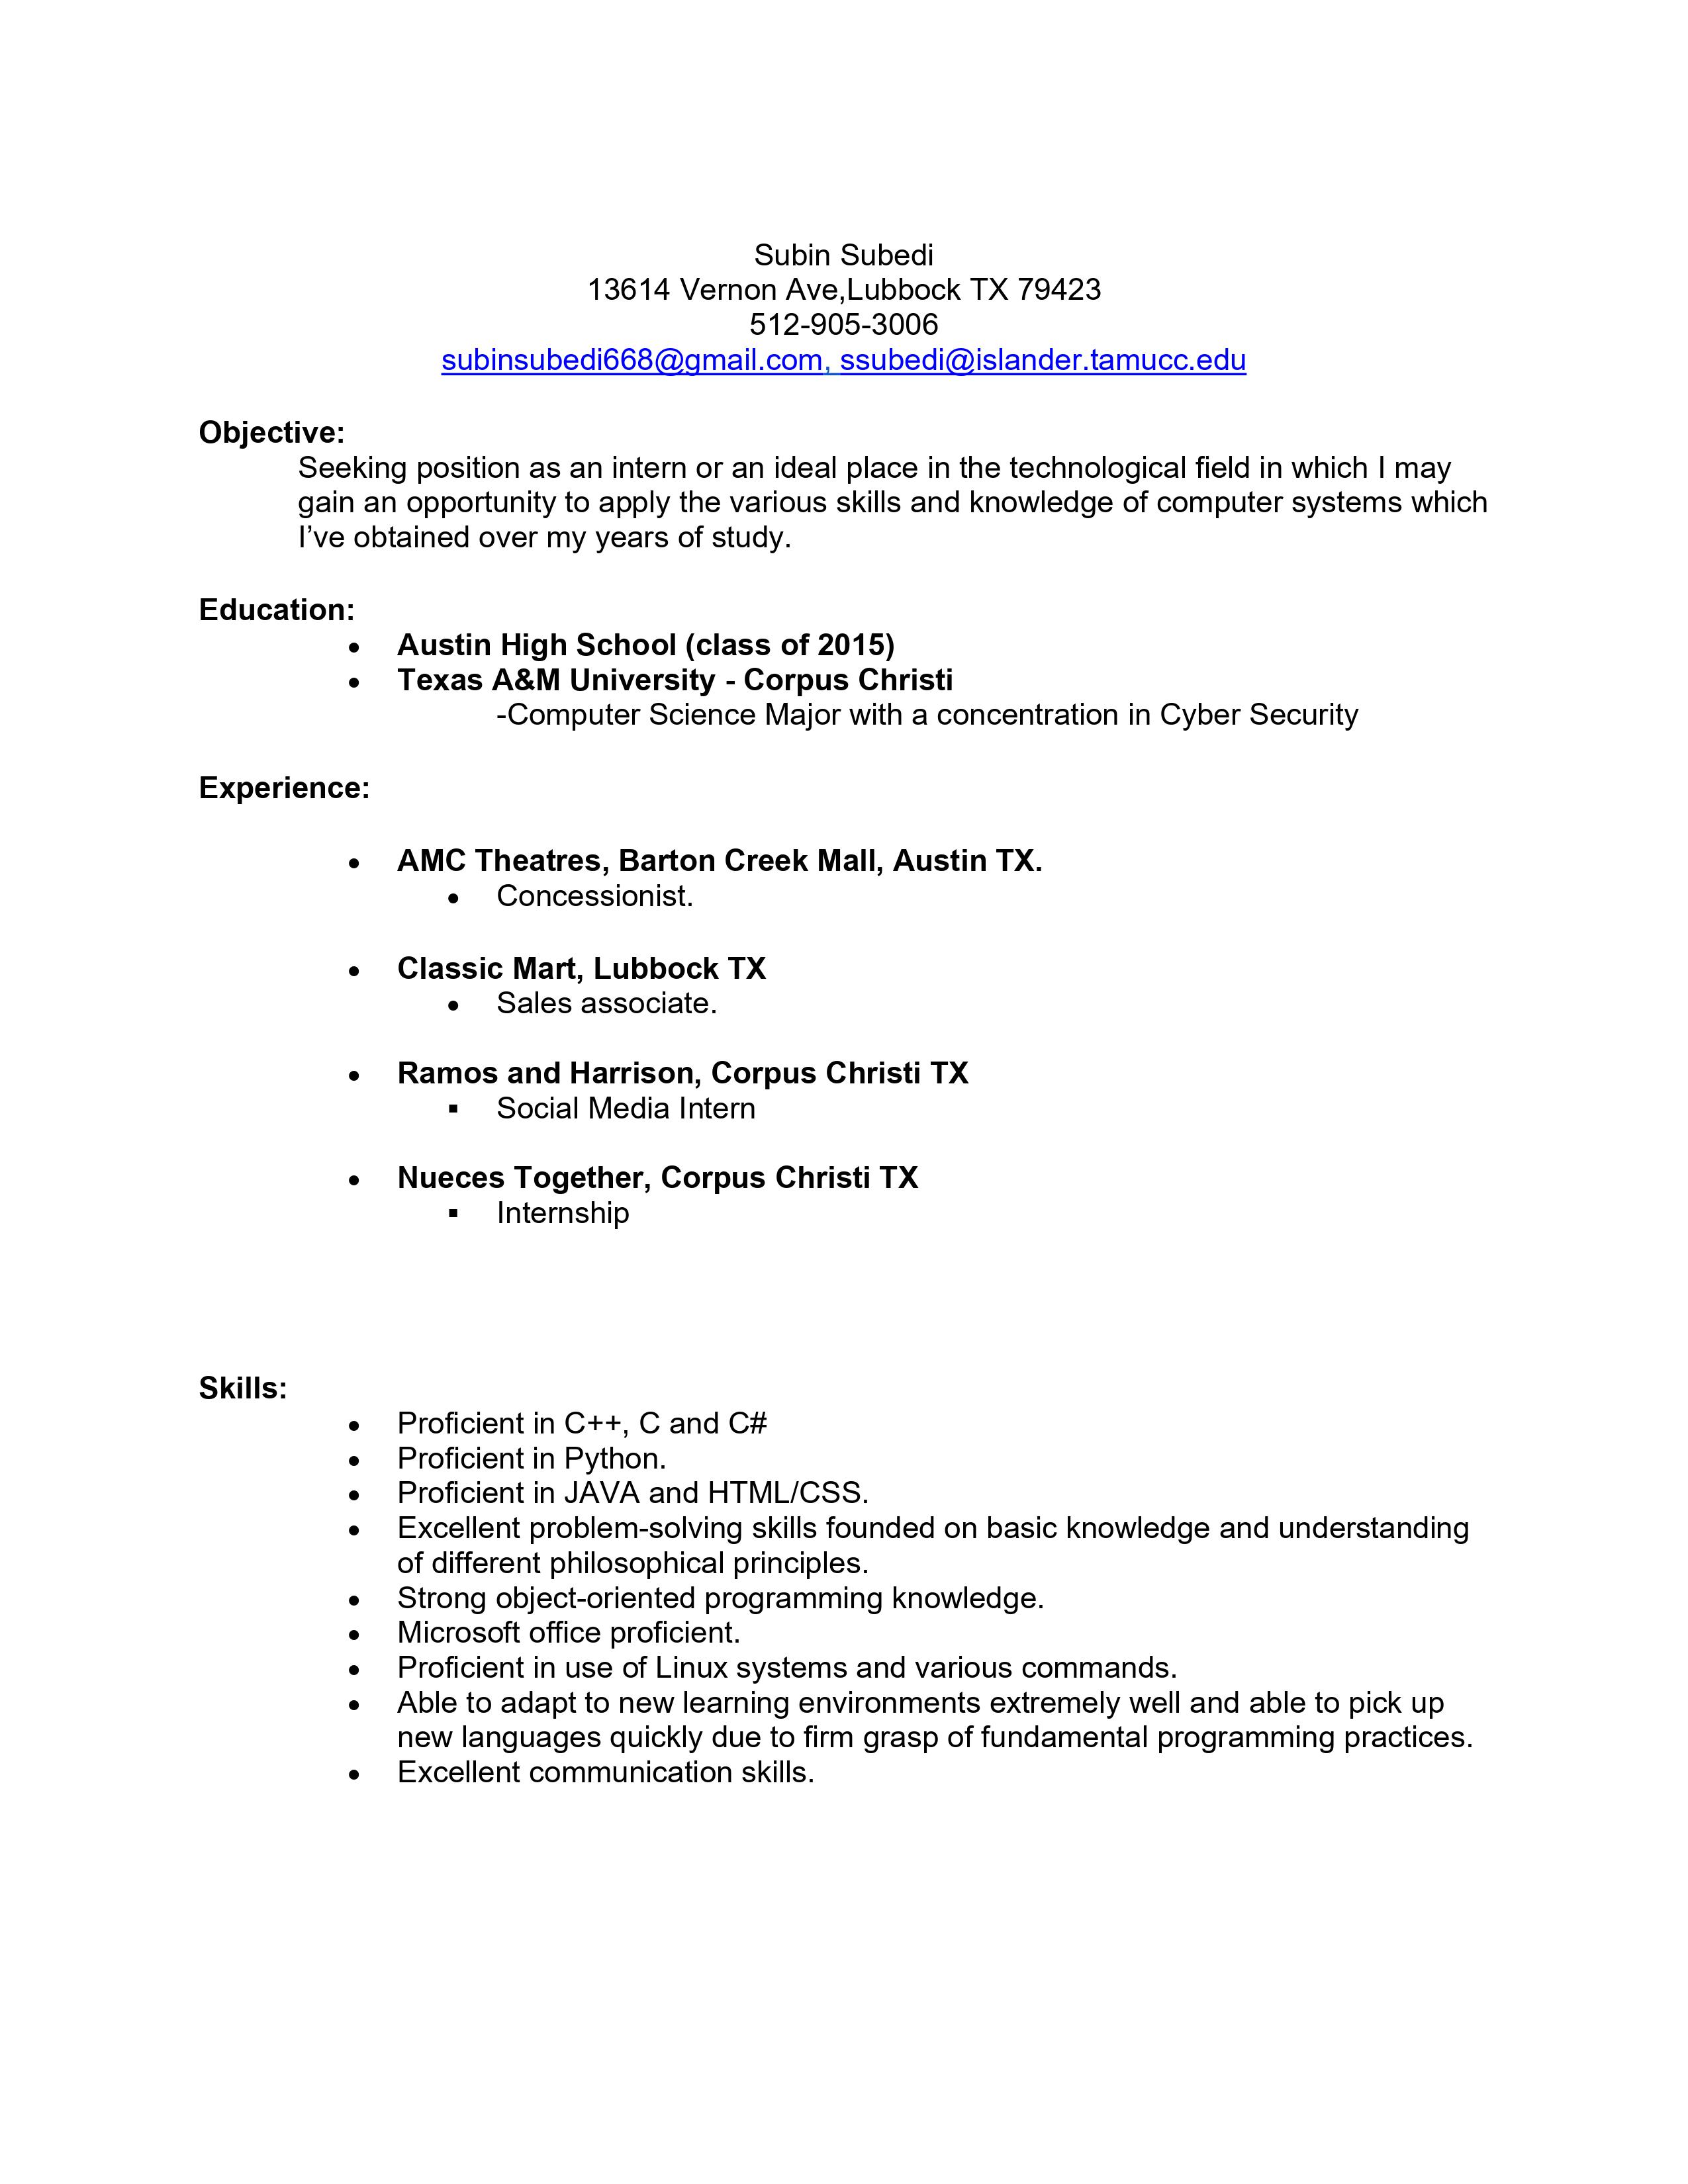 Subin Subedi
13614 Vernon Ave,Lubbock TX 79423
512-905-3006
subinsubedi668@gmail.com, ssubedi@islander.tamucc.edu
Objective:
Seeking position as an intern or an ideal place in the technological field in which I may
gain an opportunity to apply the various skills and knowledge of computer systems which
I’ve obtained over my years of study.
Education:
• Austin High School (class of 2015)
• Texas A&M University - Corpus Christi
-Computer Science Major with a concentration in Cyber Security
Experience:
• AMC Theatres, Barton Creek Mall, Austin TX.
• Concessionist.
• Classic Mart, Lubbock TX
• Sales associate.
• Ramos and Harrison, Corpus Christi TX
▪ Social Media Intern
• Nueces Together, Corpus Christi TX
▪ Internship
Skills:
• Proficient in C++, C and C#
• Proficient in Python.
• Proficient in JAVA and HTML/CSS.
• Excellent problem-solving skills founded on basic knowledge and understanding
of different philosophical principles.
• Strong object-oriented programming knowledge.
• Microsoft office proficient.
• Proficient in use of Linux systems and various commands.
• Able to adapt to new learning environments extremely well and able to pick up
new languages quickly due to firm grasp of fundamental programming practices.
• Excellent communication skills.